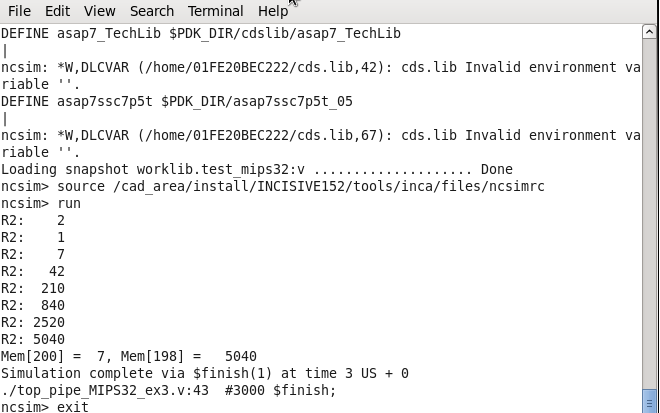 File Edit View Search Terminal Help
DEFINE asap7_TechLib $PDK_DIR/cdslib/asap7_TechLib
|
ncsim: *W,DLCVAR (/home/01FE20BEC222/cds.lib,42): cds.lib Invalid environment va
riable ''.
DEFINE asap7ssc7p5t $PDK_DIR/asap7ssc7p5t_05
|
ncsim: *W,DLCVAR (/home/01FE20BEC222/cds.lib,67): cds.lib Invalid environment va
riable ''.
Loading snapshot worklib.test_mips32:v .................... Done
ncsim> source /cad_area/install/INCISIVE152/tools/inca/files/ncsimrc
ncsim> run
R2:    2
R2:    1
R2:    7
R2:   42
R2:  210
R2:  840
R2: 2520
R2: 5040
Mem[200] =  7, Mem[198] =   5040
Simulation complete via $finish(1) at time 3 US + 0
./top_pipe_MIPS32_ex3.v:43  #3000 $finish;
ncsim> exit